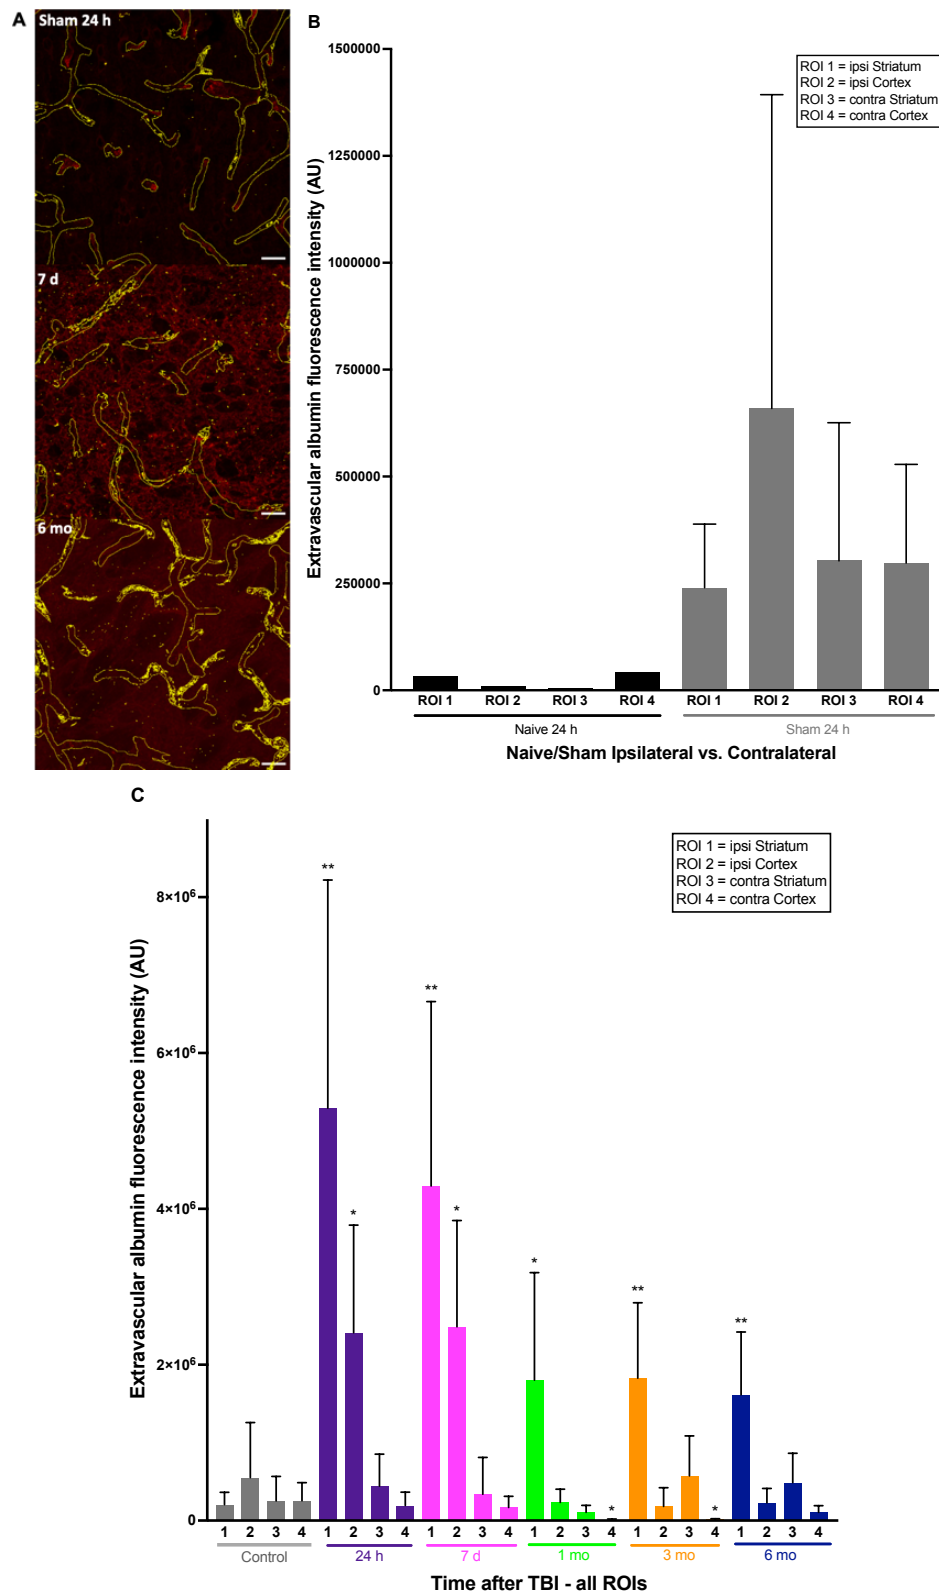 A
Sham 24 h
7 d
6 mo
B
Extravascular albumin fluorescence intensity (AU)
1500000
1250000
1000000
750000
500000
250000
0
ROI 1 = ipsi Striatum
ROI 2 = ipsi Cortex
ROI 3 = contra Striatum
ROI 4 = contra Cortex
ROI 1 ROI 2 ROI 3 ROI 4 ROI 1 ROI 2 ROI 3 ROI 4
Naive 24 h Sham 24 h
Naive/Sham Ipsilateral vs. Contralateral
C
Extravascular albumin fluorescence intensity (AU)
8×10⁶
6×10⁶
4×10⁶
2×10⁶
0
ROI 1 = ipsi Striatum
ROI 2 = ipsi Cortex
ROI 3 = contra Striatum
ROI 4 = contra Cortex
**
**
*
*
*
**
**
*
*
1 2 3 4 1 2 3 4 1 2 3 4 1 2 3 4 1 2 3 4 1 2 3 4
Control 24 h 7 d 1 mo 3 mo 6 mo
Time after TBI - all ROIs